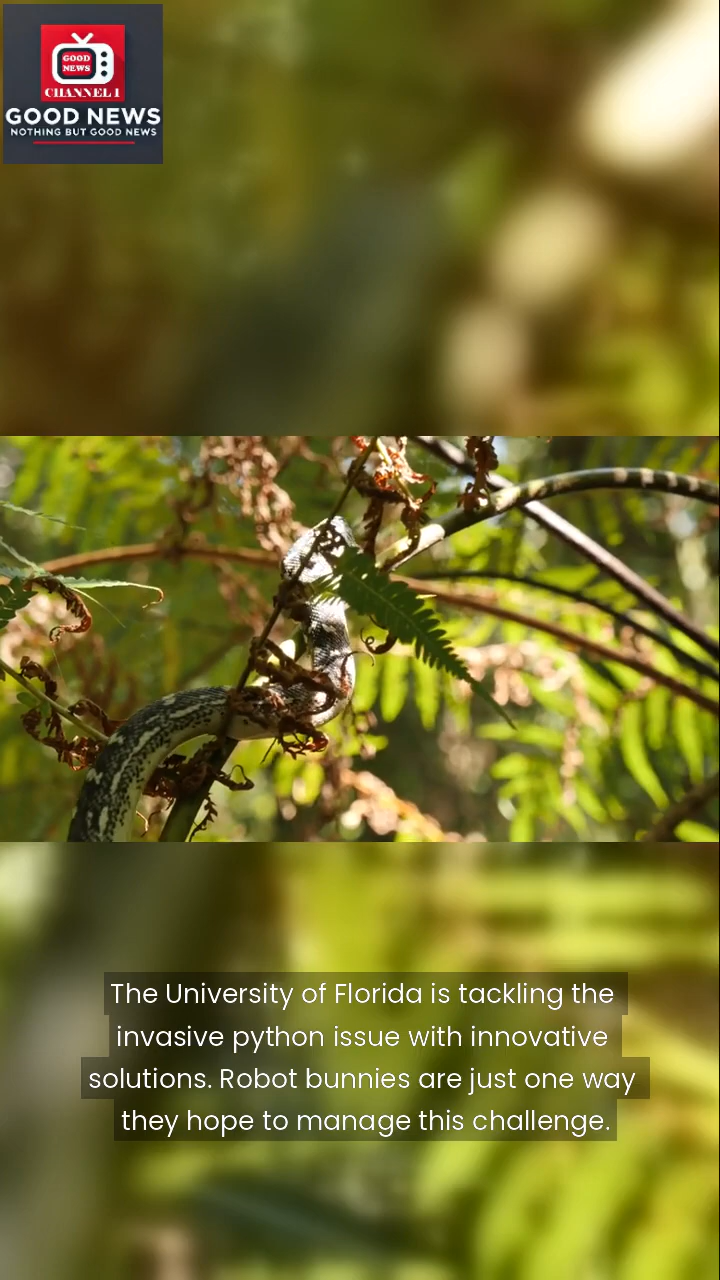 GOOD
NEWS
CHANNEL 1
GOOD NEWS
NOTHING BUT GOOD NEWS
The University of Florida is tackling the
invasive python issue with innovative
solutions. Robot bunnies are just one way
they hope to manage this challenge.